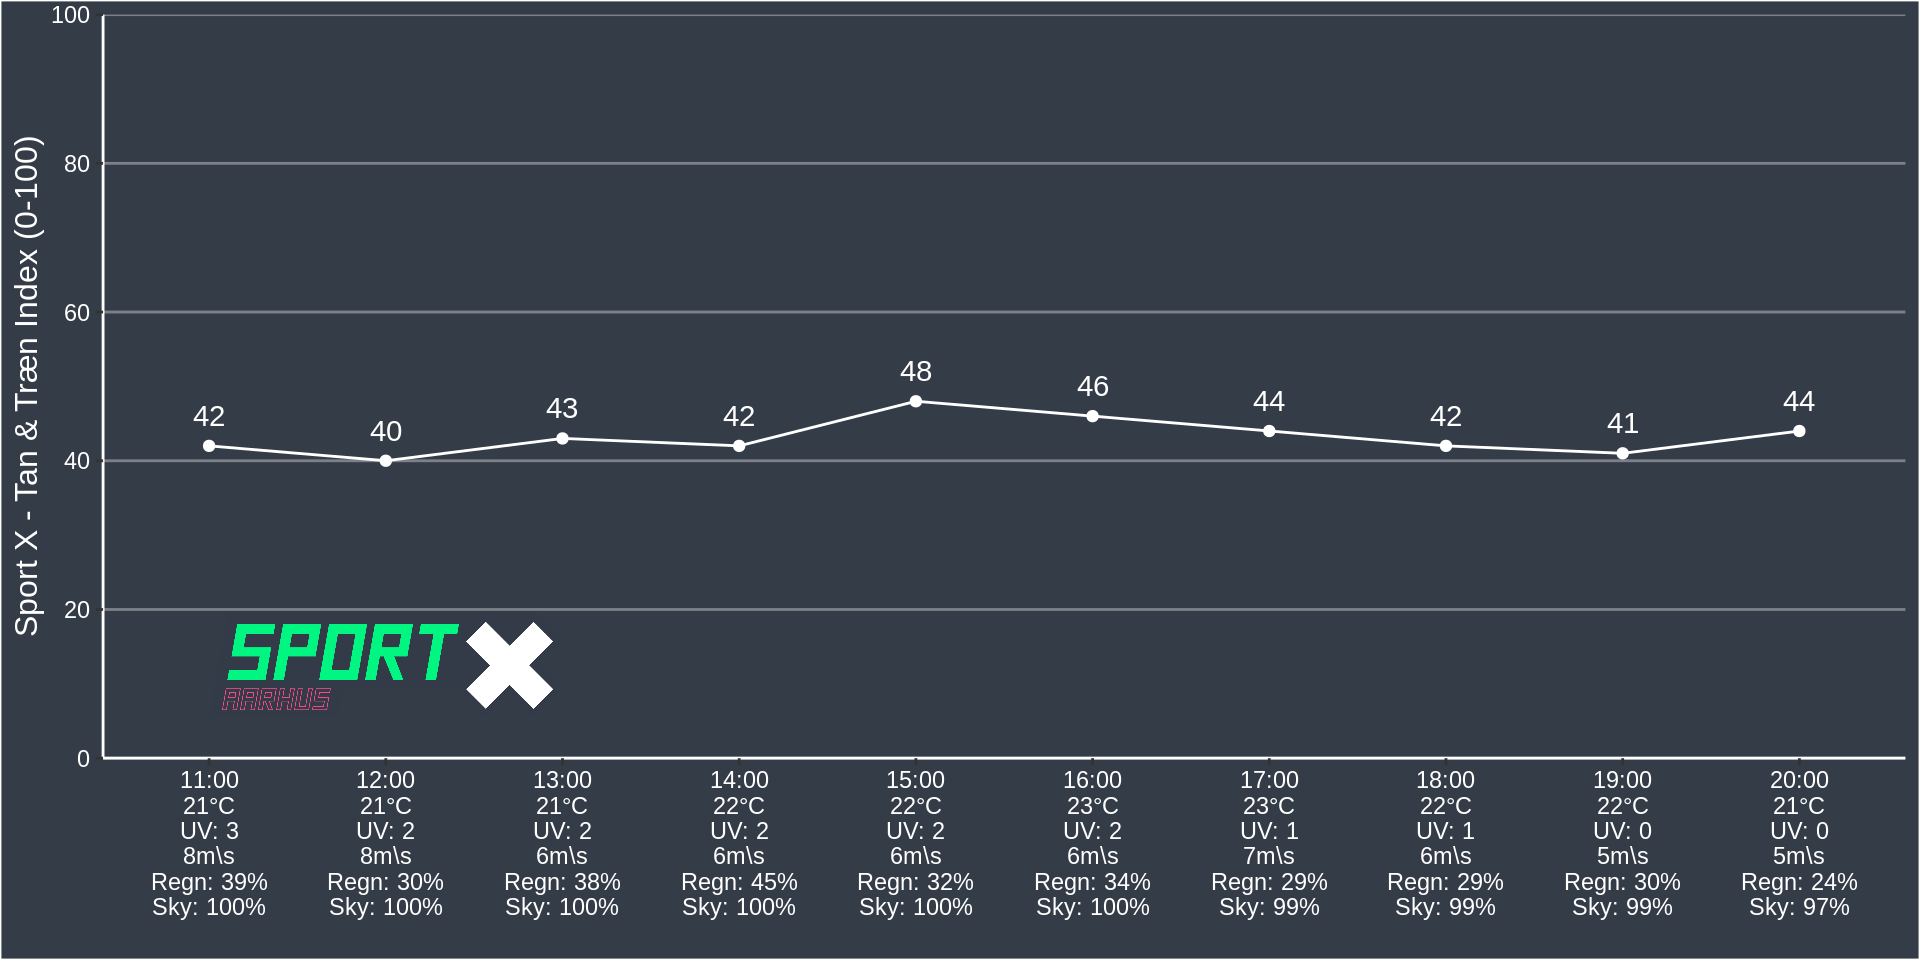 Sport X - Tan & Træn Index (0-100)
100
80
60
40
20
0
42
40
43
42
48
46
44
42
41
44
SPORT X
AARHUS
11:00 12:00 13:00 14:00 15:00 16:00 17:00 18:00 19:00 20:00
21°C 21°C 21°C 22°C 22°C 23°C 23°C 22°C 22°C 21°C
UV: 3 UV: 2 UV: 2 UV: 2 UV: 2 UV: 2 UV: 1 UV: 1 UV: 0 UV: 0
8m\s 8m\s 6m\s 6m\s 6m\s 6m\s 7m\s 6m\s 5m\s 5m\s
Regn: 39% Regn: 30% Regn: 38% Regn: 45% Regn: 32% Regn: 34% Regn: 29% Regn: 29% Regn: 30% Regn: 24%
Sky: 100% Sky: 100% Sky: 100% Sky: 100% Sky: 100% Sky: 100% Sky: 99% Sky: 99% Sky: 99% Sky: 97%